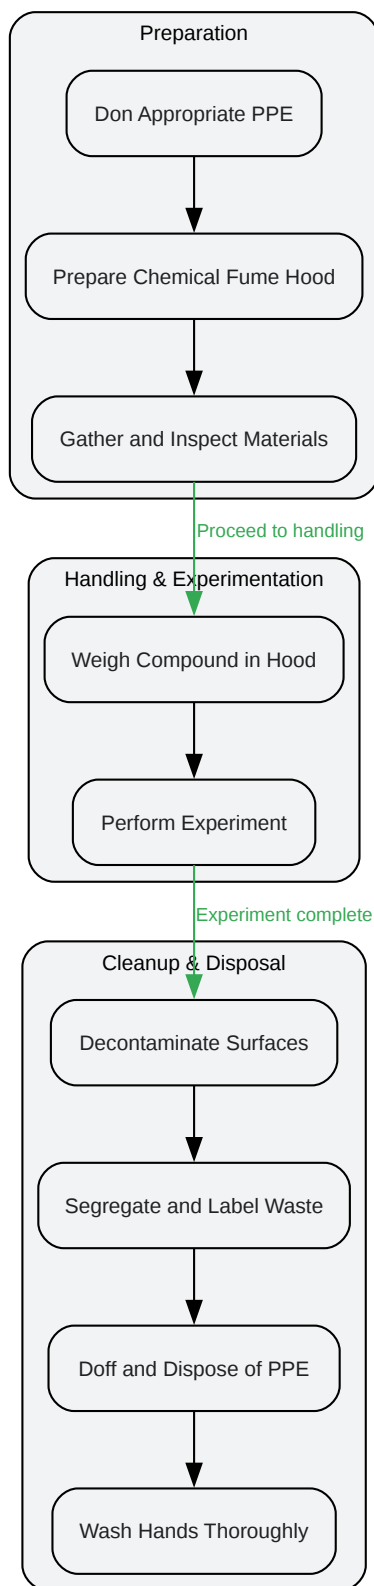 Preparation
Don Appropriate PPE
Prepare Chemical Fume Hood
Gather and Inspect Materials
Proceed to handling
Handling & Experimentation
Weigh Compound in Hood
Perform Experiment
Experiment complete
Cleanup & Disposal
Decontaminate Surfaces
Segregate and Label Waste
Doff and Dispose of PPE
Wash Hands Thoroughly